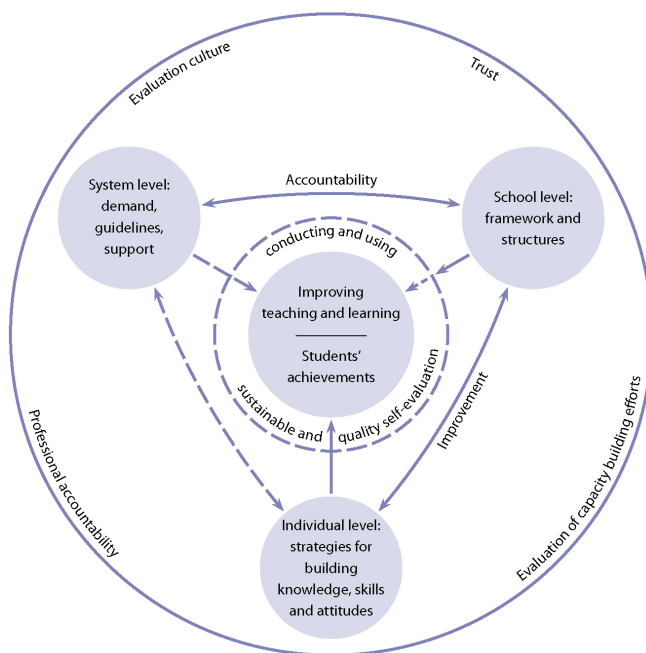 Evaluation culture
Trust
System level:
demand,
guidelines,
support
Accountability
School level:
framework and
structures
conducting and using
Improving
teaching and learning
Students‘
achievements
sustainable and
quality self-evaluation
Improvement
Professional accountability
Evaluation of capacity building efforts
Individual level:
strategies for
building
knowledge, skills
and attitudes